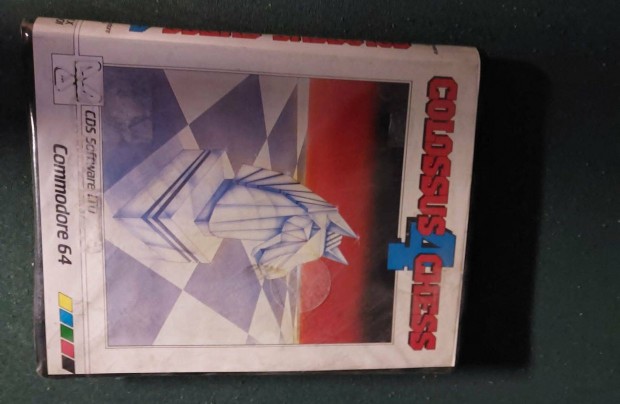 COLOSSUS 4 CHESS
CDS Software LTD
Commodore 64